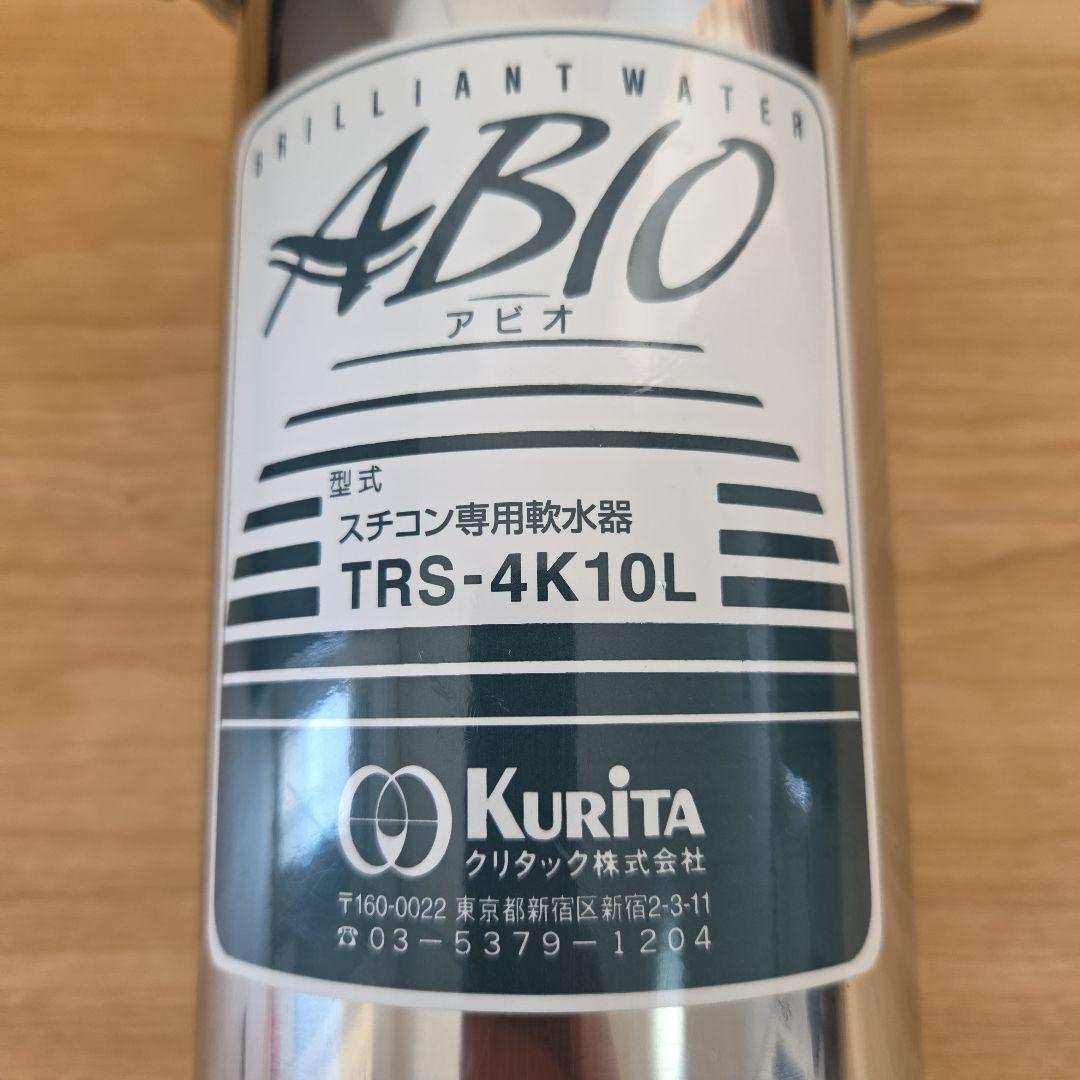 BRILLIANT WATER
ABIO
アビオ
型式
スチコン専用軟水器
TRS-4K10L
KURiTA
クリタック株式会社
〒160-0022 東京都新宿区新宿2-3-11
☎03-5379-1204